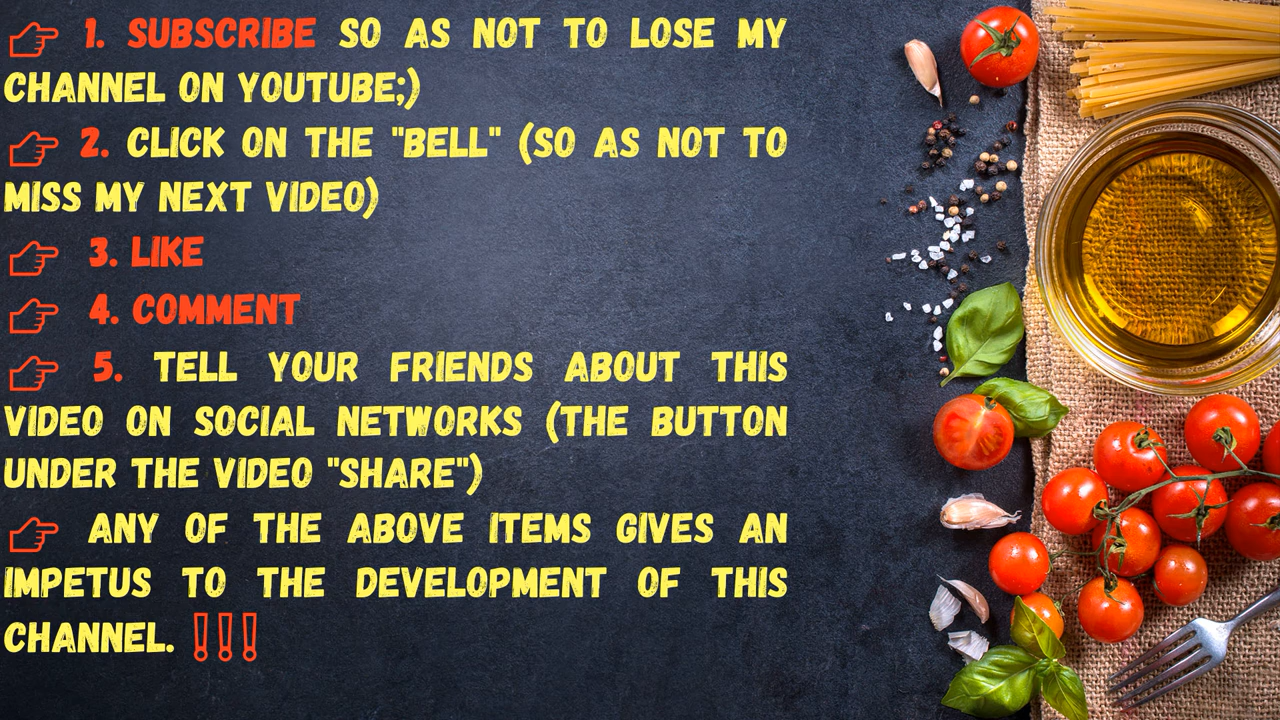 👉 1. SUBSCRIBE SO AS NOT TO LOSE MY
CHANNEL ON YOUTUBE;)
👉 2. CLICK ON THE "BELL" (SO AS NOT TO
MISS MY NEXT VIDEO)
👉 3. LIKE
👉 4. COMMENT
👉 5. TELL YOUR FRIENDS ABOUT THIS
VIDEO ON SOCIAL NETWORKS (THE BUTTON
UNDER THE VIDEO "SHARE")
👉 ANY OF THE ABOVE ITEMS GIVES AN
IMPETUS TO THE DEVELOPMENT OF THIS
CHANNEL. ❗❗❗